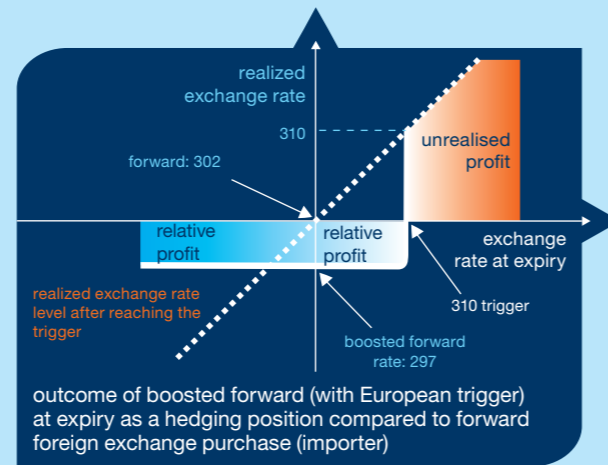 realized
exchange rate
310
unrealised
profit
forward: 302
relative
profit
relative
profit
exchange
rate at expiry
realized exchange rate
level after reaching the
trigger
310 trigger
boosted forward
rate: 297
outcome of boosted forward (with European trigger)
at expiry as a hedging position compared to forward
foreign exchange purchase (importer)